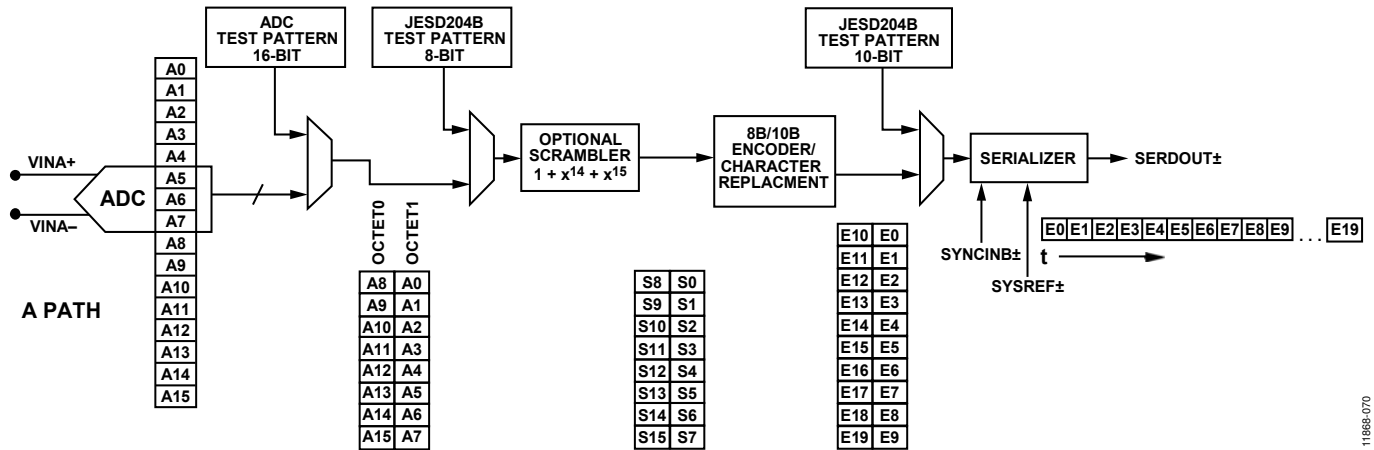 ADC
TEST PATTERN
16-BIT
JESD204B
TEST PATTERN
8-BIT
JESD204B
TEST PATTERN
10-BIT
A0
A1
A2
A3
A4
A5
A6
A7
A8
A9
A10
A11
A12
A13
A14
A15
VINA+
ADC
VINA–
A PATH
OPTIONAL
SCRAMBLER
1 + x14 + x15
8B/10B
ENCODER/
CHARACTER
REPLACMENT
SERIALIZER
SERDOUT±
SYNCINB±
SYSREF±
E0 E1 E2 E3 E4 E5 E6 E7 E8 E9 . . . E19
t
OCTET0 OCTET1
A8 A0
A9 A1
A10 A2
A11 A3
A12 A4
A13 A5
A14 A6
A15 A7
S8 S0
S9 S1
S10 S2
S11 S3
S12 S4
S13 S5
S14 S6
S15 S7
E10 E0
E11 E1
E12 E2
E13 E3
E14 E4
E15 E5
E16 E6
E17 E7
E18 E8
E19 E9
11868-070